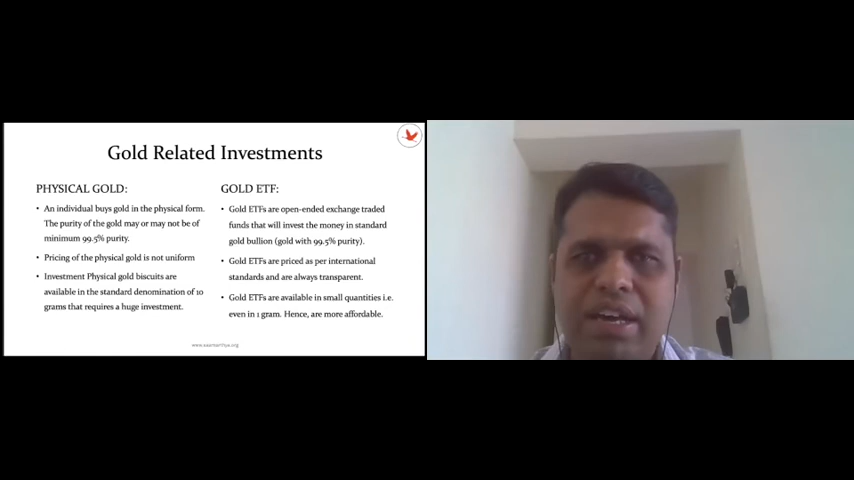 Gold Related Investments
PHYSICAL GOLD:
• An individual buys gold in the physical form.
The purity of the gold may or may not be of
minimum 99.5% purity.
• Pricing of the physical gold is not uniform
• Investment Physical gold biscuits are
available in the standard denomination of 10
grams that requires a huge investment.
GOLD ETF:
• Gold ETFs are open-ended exchange traded
funds that will invest the money in standard
gold bullion (gold with 99.5% purity).
• Gold ETFs are priced as per international
standards and are always transparent.
• Gold ETFs are available in small quantities i.e.
even in 1 gram. Hence, are more affordable.
www.saamarthya.org